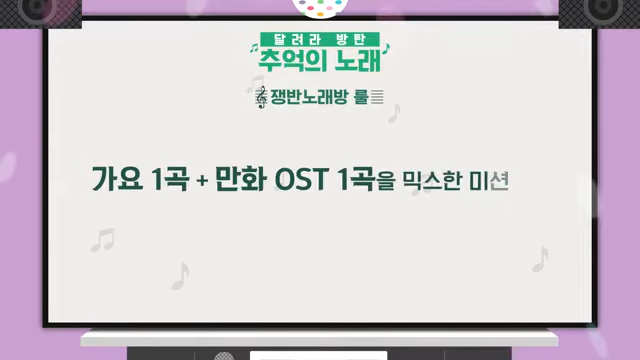 달려라 방탄
추억의 노래
쟁반노래방 룰
가요 1곡 + 만화 OST 1곡을 믹스한 미션